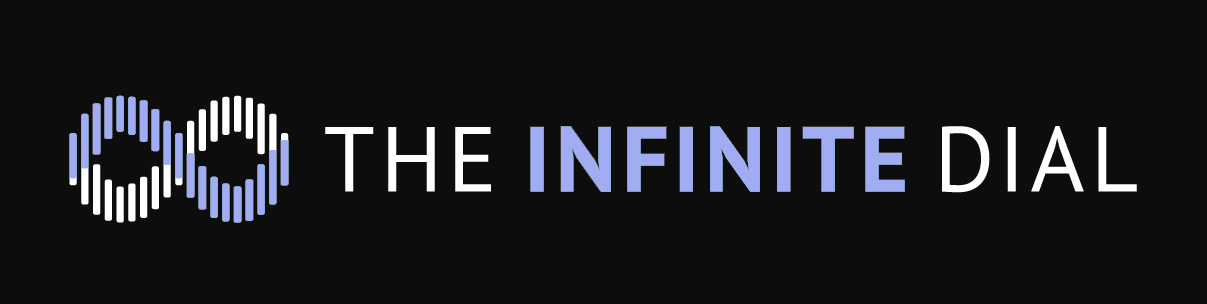 THE INFINITE DIAL